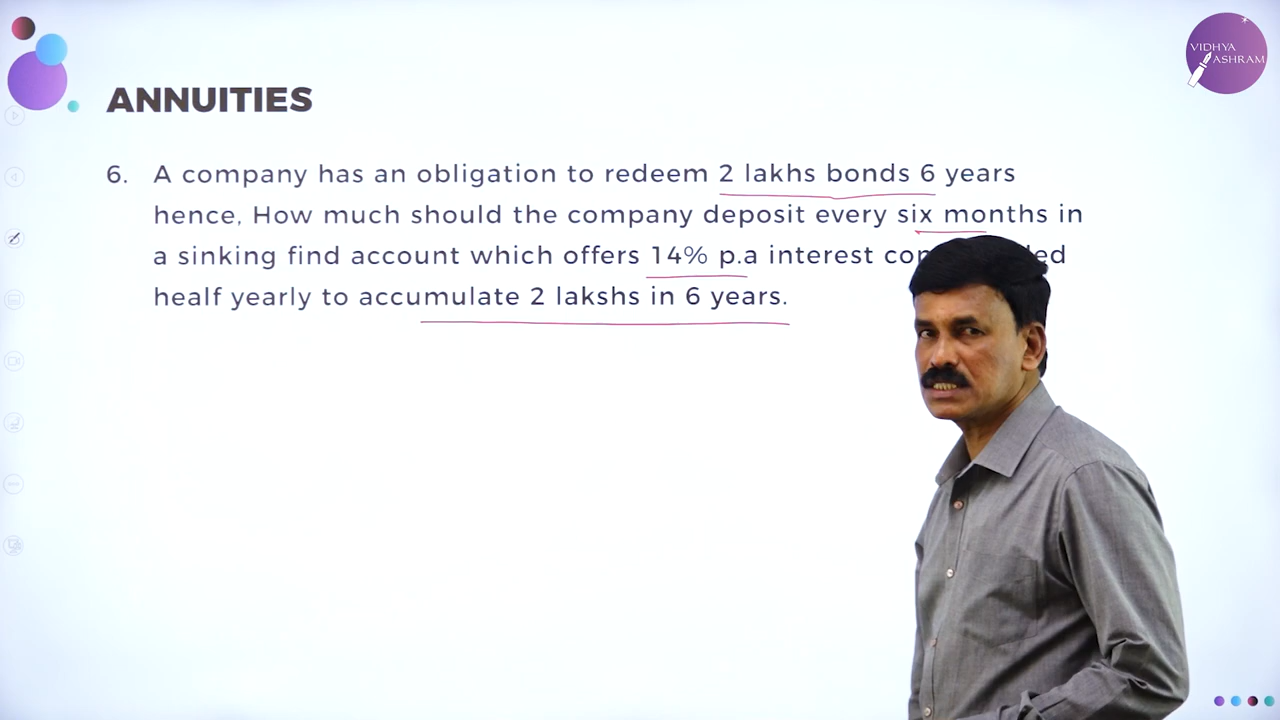 VIDHYA
ASHRAM
ANNUITIES
6. A company has an obligation to redeem 2 lakhs bonds 6 years
hence, How much should the company deposit every six months in
a sinking find account which offers 14% p.a interest
healf yearly to accumulate 2 lakshs in 6 years.